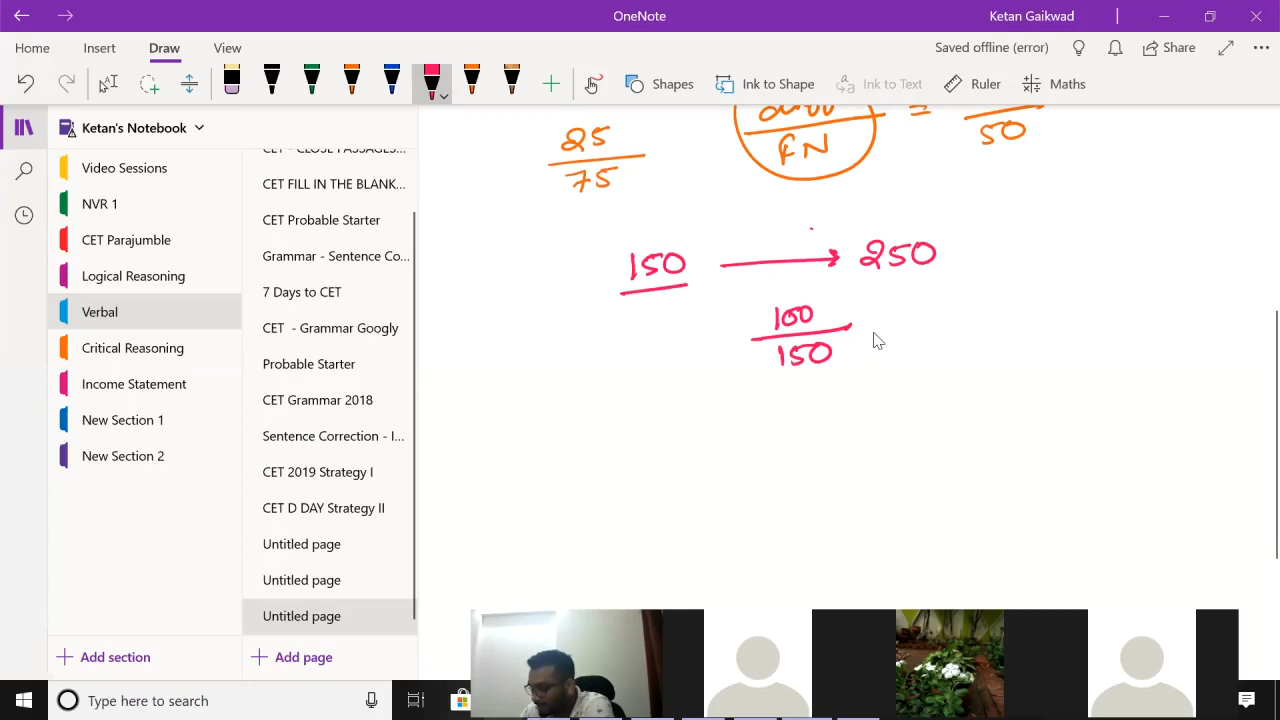 OneNote
Ketan Gaikwad
Home Insert Draw View
Saved offline (error) Share
Shapes Ink to Shape Ink to Text Ruler Maths
Ketan's Notebook
Video Sessions
NVR 1
CET Parajumble
Logical Reasoning
Verbal
Critical Reasoning
Income Statement
New Section 1
New Section 2
Add section
CET - CLOSE PASSAGES...
CET FILL IN THE BLANK...
CET Probable Starter
Grammar - Sentence Co...
7 Days to CET
CET - Grammar Googly
Probable Starter
CET Grammar 2018
Sentence Correction - I...
CET 2019 Strategy I
CET D DAY Strategy II
Untitled page
Untitled page
Untitled page
Add page
25
75
FN
=
50
150 → 250
100
150
Type here to search